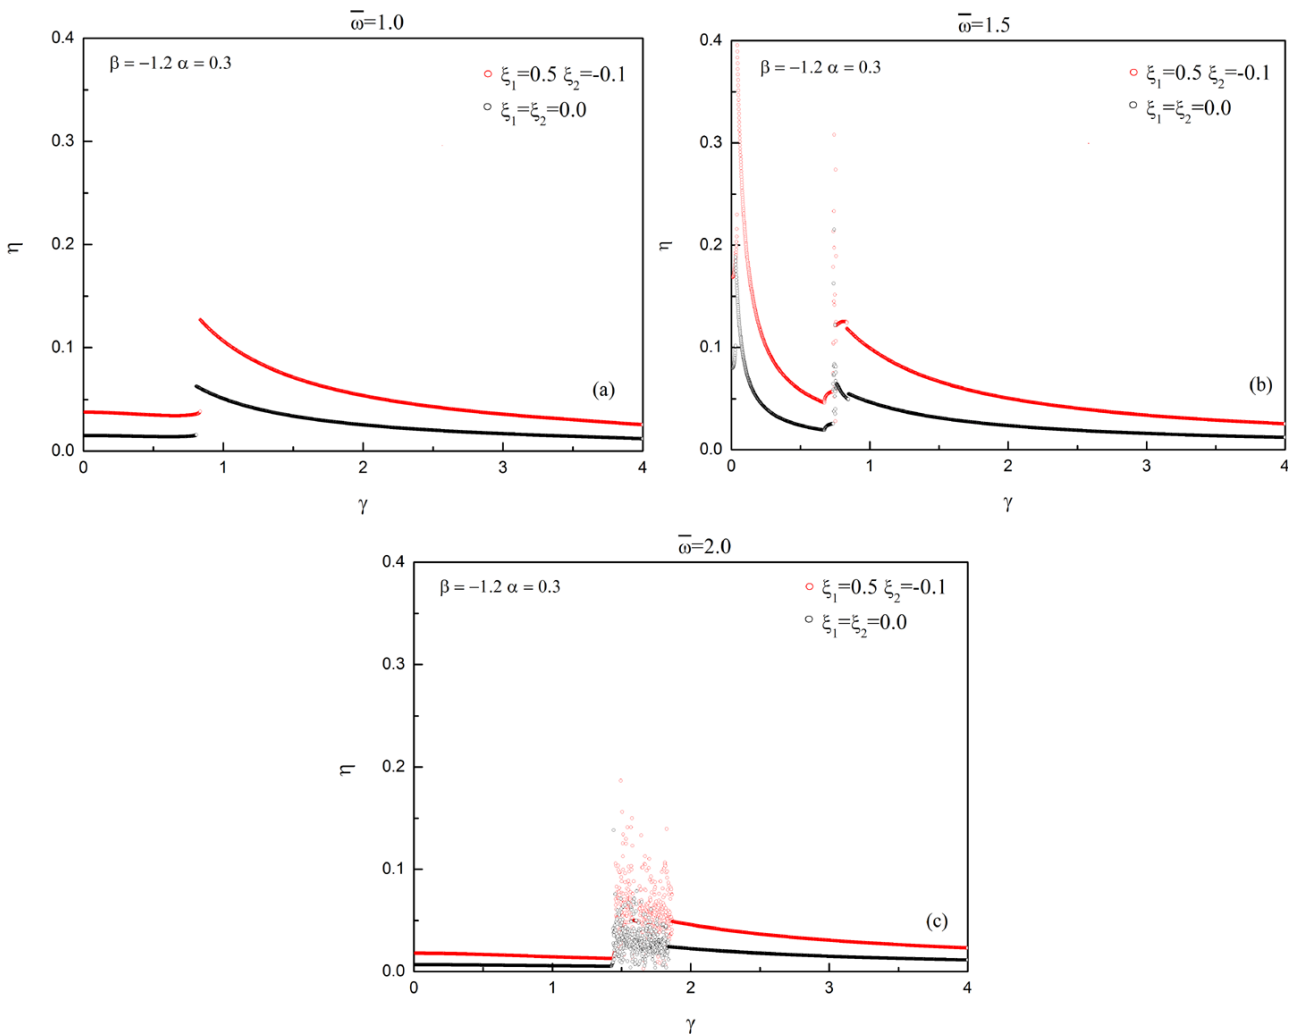 ω̅=1.0
0.4
β = −1.2 α = 0.3
ξ₁=0.5 ξ₂=-0.1
ξ₁=ξ₂=0.0
0.3
0.2
η
0.1
(a)
0.0
0 1 2 3 4
γ
ω̅=1.5
0.4
β = −1.2 α = 0.3
ξ₁=0.5 ξ₂=-0.1
ξ₁=ξ₂=0.0
0.3
0.2
η
0.1
(b)
0.0
0 1 2 3 4
γ
ω̅=2.0
0.4
β = −1.2 α = 0.3
ξ₁=0.5 ξ₂=-0.1
ξ₁=ξ₂=0.0
0.3
0.2
η
0.1
(c)
0.0
0 1 2 3 4
γ